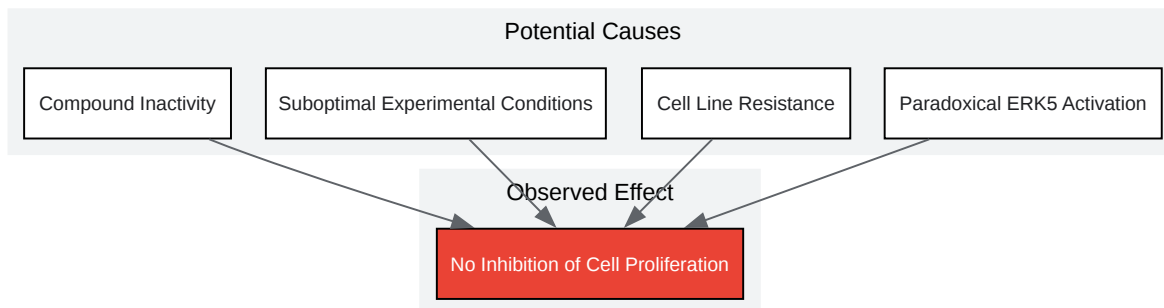 Potential Causes
Compound Inactivity
Suboptimal Experimental Conditions
Cell Line Resistance
Paradoxical ERK5 Activation
Observed Effect
No Inhibition of Cell Proliferation